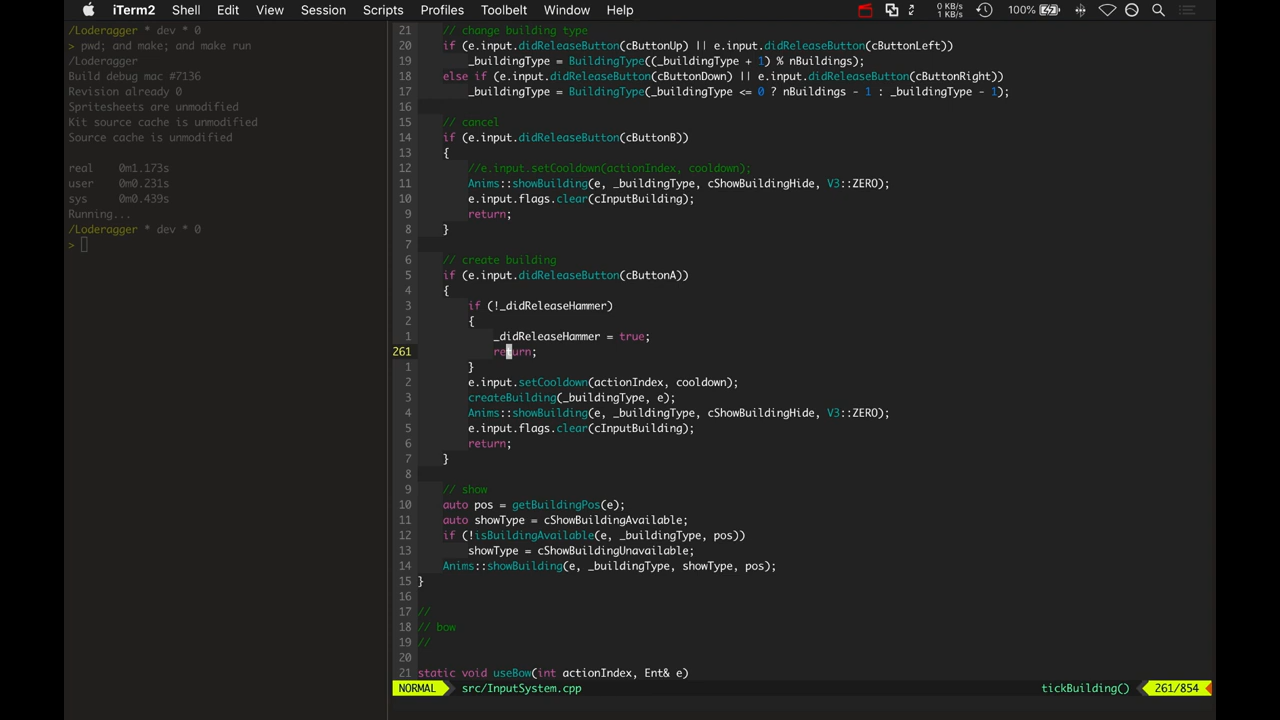 iTerm2 Shell Edit View Session Scripts Profiles Toolbelt Window Help 0 KB/s 1 KB/s 100%
/Loderagger * dev * 0
> pwd; and make; and make run
/Loderagger
Build debug mac #7136
Revision already 0
Spritesheets are unmodified
Kit source cache is unmodified
Source cache is unmodified
real 0m1.173s
user 0m0.231s
sys 0m0.439s
Running...
/Loderagger * dev * 0
>
21 // change building type
20 if (e.input.didReleaseButton(cButtonUp) || e.input.didReleaseButton(cButtonLeft))
19 _buildingType = BuildingType((_buildingType + 1) % nBuildings);
18 else if (e.input.didReleaseButton(cButtonDown) || e.input.didReleaseButton(cButtonRight))
17 _buildingType = BuildingType(_buildingType <= 0 ? nBuildings - 1 : _buildingType - 1);
16
15 // cancel
14 if (e.input.didReleaseButton(cButtonB))
13 {
12 //e.input.setCooldown(actionIndex, cooldown);
11 Anims::showBuilding(e, _buildingType, cShowBuildingHide, V3::ZERO);
10 e.input.flags.clear(cInputBuilding);
9 return;
8 }
7
6 // create building
5 if (e.input.didReleaseButton(cButtonA))
4 {
3 if (!_didReleaseHammer)
2 {
1 _didReleaseHammer = true;
261 return;
1 }
2 e.input.setCooldown(actionIndex, cooldown);
3 createBuilding(_buildingType, e);
4 Anims::showBuilding(e, _buildingType, cShowBuildingHide, V3::ZERO);
5 e.input.flags.clear(cInputBuilding);
6 return;
7 }
8
9 // show
10 auto pos = getBuildingPos(e);
11 auto showType = cShowBuildingAvailable;
12 if (!isBuildingAvailable(e, _buildingType, pos))
13 showType = cShowBuildingUnavailable;
14 Anims::showBuilding(e, _buildingType, showType, pos);
15 }
16
17 //
18 // bow
19 //
20
21 static void useBow(int actionIndex, Ent& e)
NORMAL src/InputSystem.cpp tickBuilding() 261/854